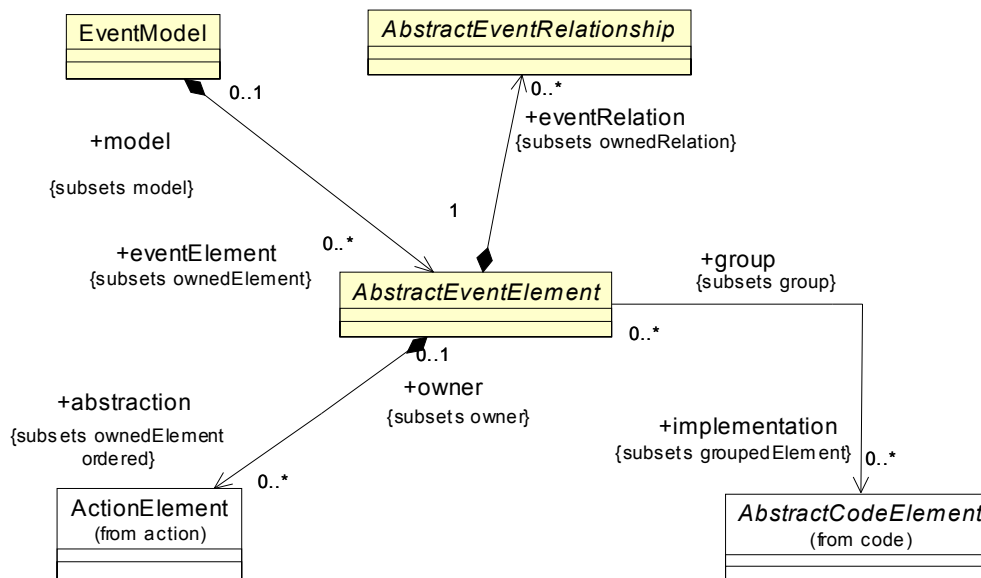 EventModel
AbstractEventRelationship
0..1
0..*
+model
+eventRelation
{subsets ownedRelation}
{subsets model}
1
+eventElement
0..*
{subsets ownedElement}
+group
{subsets group}
AbstractEventElement
0..*
0..1
+owner
{subsets owner}
+abstraction
{subsets ownedElement
ordered}
+implementation
{subsets groupedElement}
0..*
0..*
ActionElement
(from action)
AbstractCodeElement
(from code)